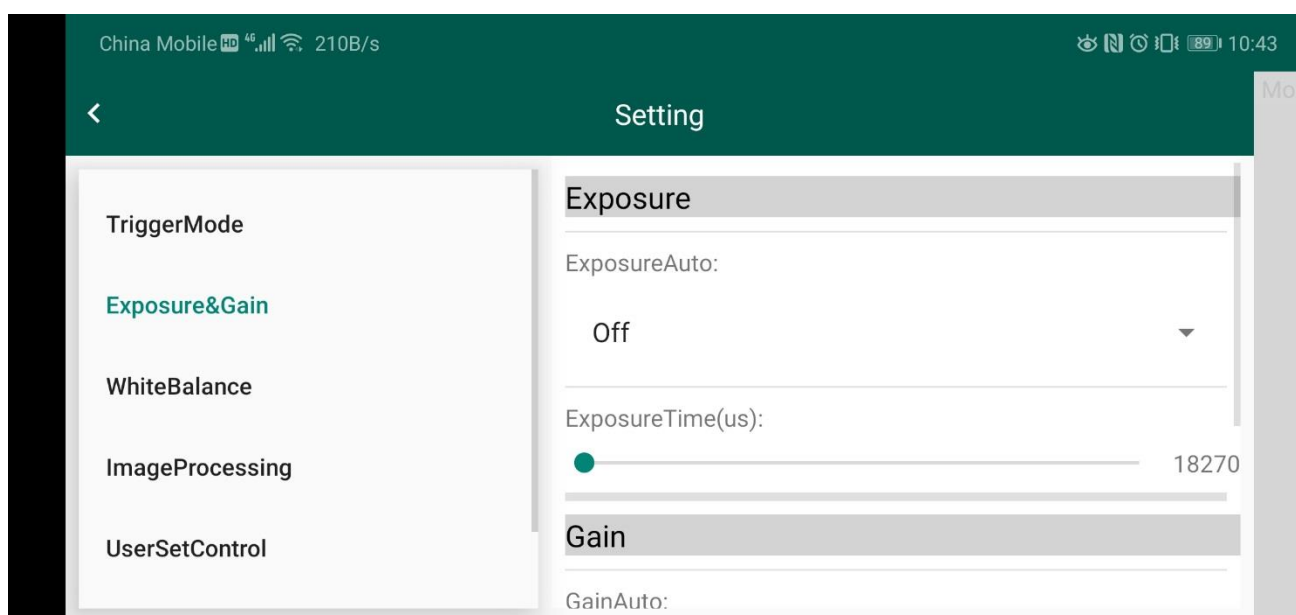 China Mobile HD 4G 210B/s 89 10:43
Setting
Mo
TriggerMode
Exposure&Gain
WhiteBalance
ImageProcessing
UserSetControl
Exposure
ExposureAuto:
Off
ExposureTime(us):
18270
Gain
GainAuto: